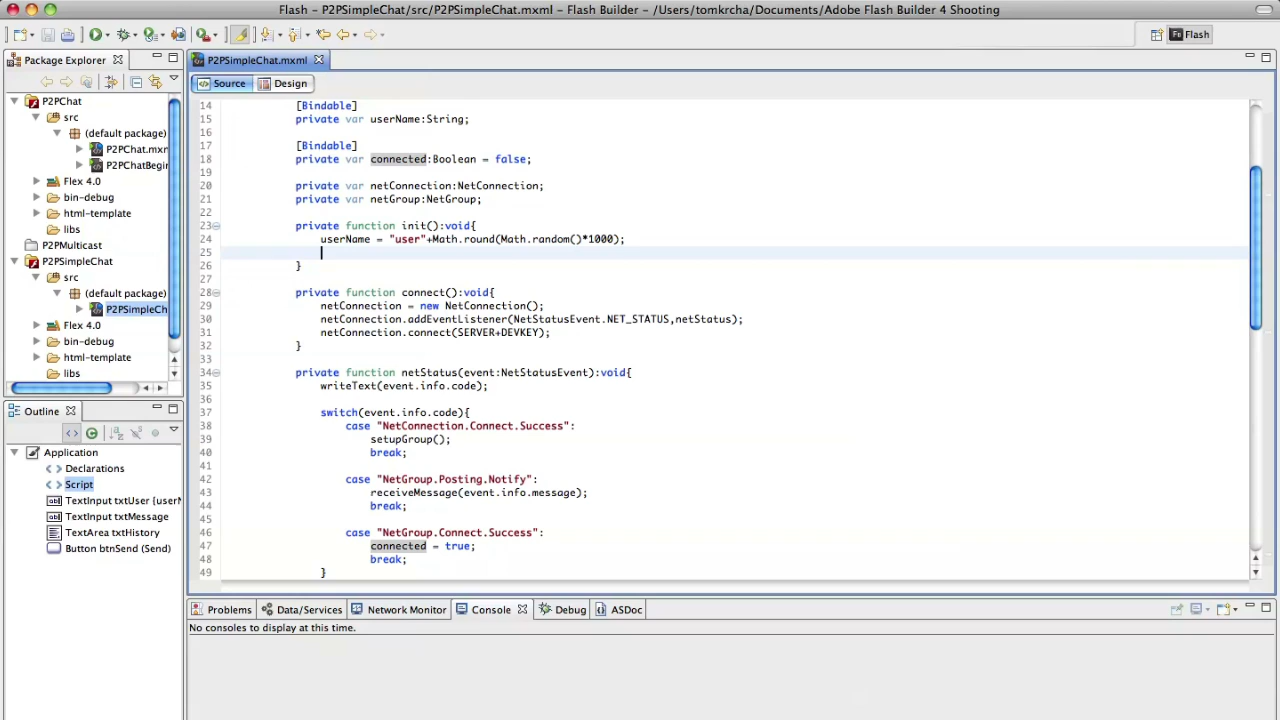 Flash – P2PSimpleChat/src/P2PSimpleChat.mxml – Flash Builder – /Users/tomkrcha/Documents/Adobe Flash Builder 4 Shooting
Flash
Package Explorer
P2PChat
src
(default package)
P2PChat.mxn
P2PChatBegin
Flex 4.0
bin-debug
html-template
libs
P2PMulticast
P2PSimpleChat
src
(default package)
P2PSimpleCh
Flex 4.0
bin-debug
html-template
libs
Outline
Application
Declarations
Script
TextInput txtUser {userN
TextInput txtMessage
TextArea txtHistory
Button btnSend (Send)
P2PSimpleChat.mxml
Source
Design
14 [Bindable]
15 private var userName:String;
16
17 [Bindable]
18 private var connected:Boolean = false;
19
20 private var netConnection:NetConnection;
21 private var netGroup:NetGroup;
22
23 private function init():void{
24 userName = "user"+Math.round(Math.random()*1000);
25
26 }
27
28 private function connect():void{
29 netConnection = new NetConnection();
30 netConnection.addEventListener(NetStatusEvent.NET_STATUS,netStatus);
31 netConnection.connect(SERVER+DEVKEY);
32 }
33
34 private function netStatus(event:NetStatusEvent):void{
35 writeText(event.info.code);
36
37 switch(event.info.code){
38 case "NetConnection.Connect.Success":
39 setupGroup();
40 break;
41
42 case "NetGroup.Posting.Notify":
43 receiveMessage(event.info.message);
44 break;
45
46 case "NetGroup.Connect.Success":
47 connected = true;
48 break;
49 }
Problems
Data/Services
Network Monitor
Console
Debug
ASDoc
No consoles to display at this time.